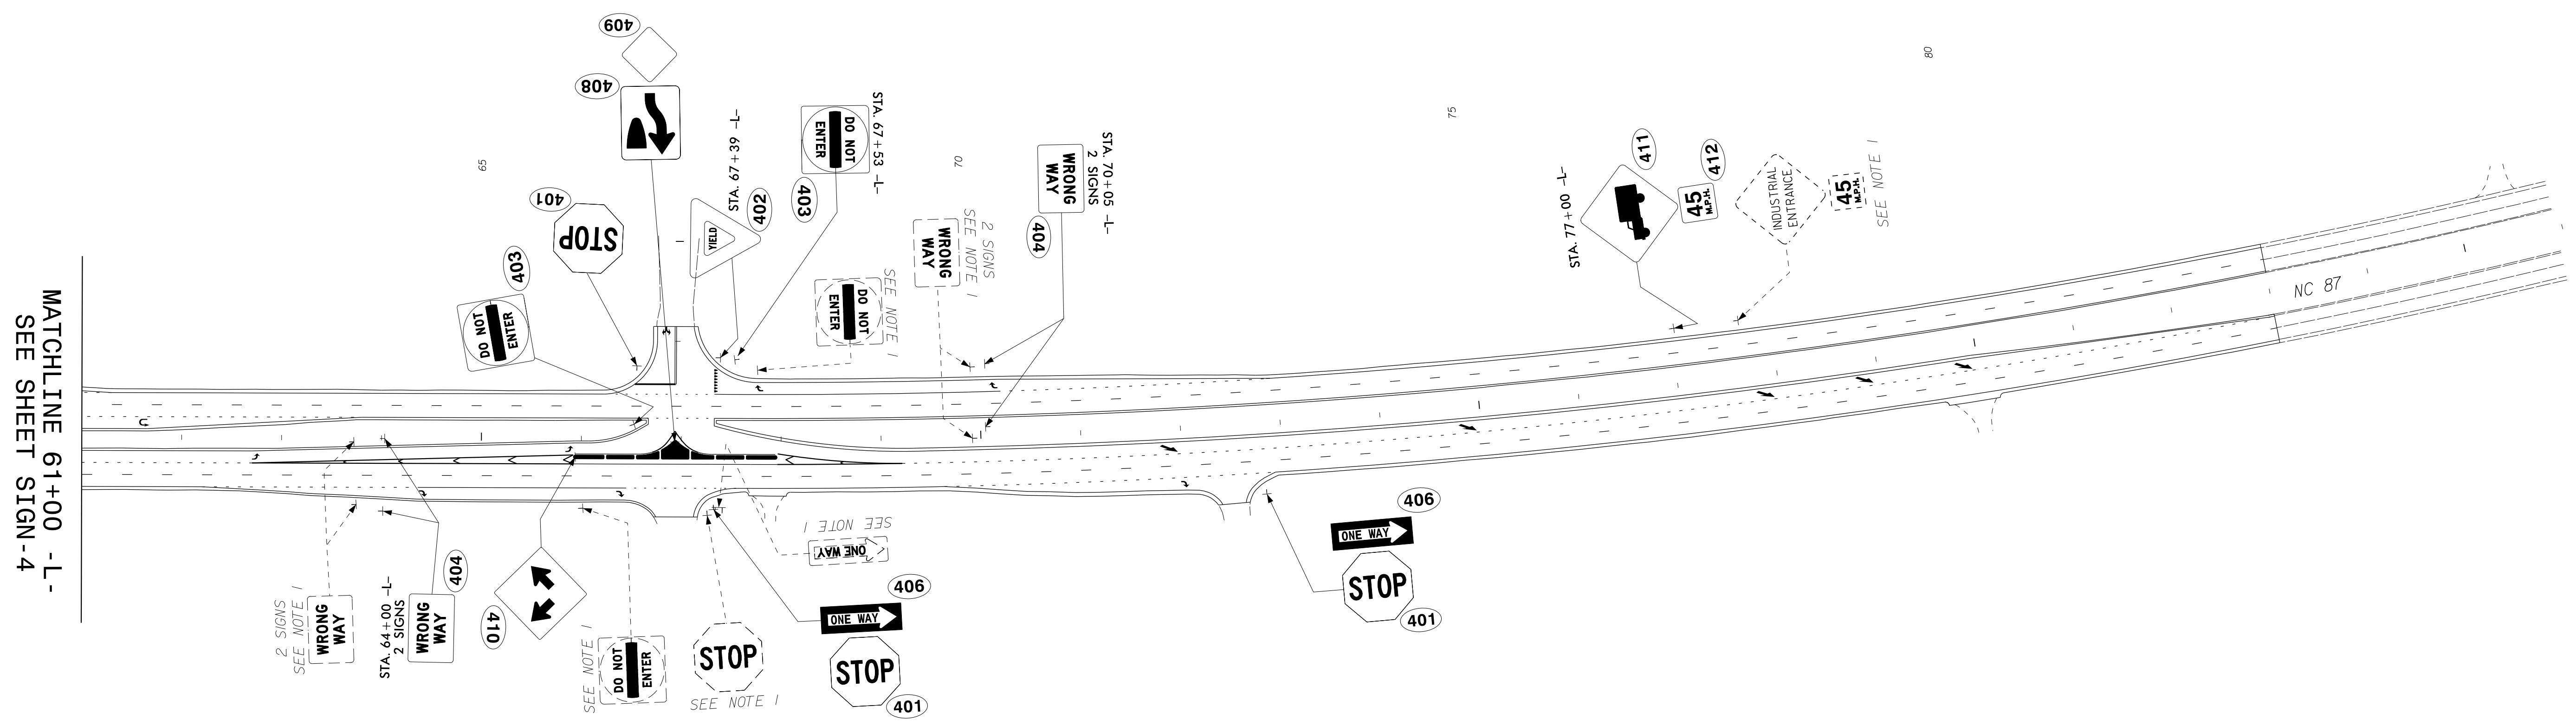 MATCHLINE 61+00 -L-
SEE SHEET SIGN-4
409
408
65
401
STOP
403
DO NOT
ENTER
STA. 67+39 -L-
402
YIELD
DO NOT
ENTER
STA. 67+53 -L-
403
DO NOT
ENTER
SEE NOTE 1
70
WRONG
WAY
2 SIGNS
SEE NOTE 1
WRONG
WAY
STA. 70+05 -L-
2 SIGNS
404
75
STA. 77+00 -L-
411
45
M.P.H.
412
INDUSTRIAL
ENTRANCE
45
M.P.H.
SEE NOTE 1
80
NC 87
2 SIGNS
SEE NOTE 1
WRONG
WAY
STA. 64+00 -L-
2 SIGNS
WRONG
WAY
404
410
SEE NOTE 1
DO NOT
ENTER
STOP
SEE NOTE 1
SEE NOTE 1
ONE WAY
406
ONE WAY
STOP
401
406
ONE WAY
STOP
401